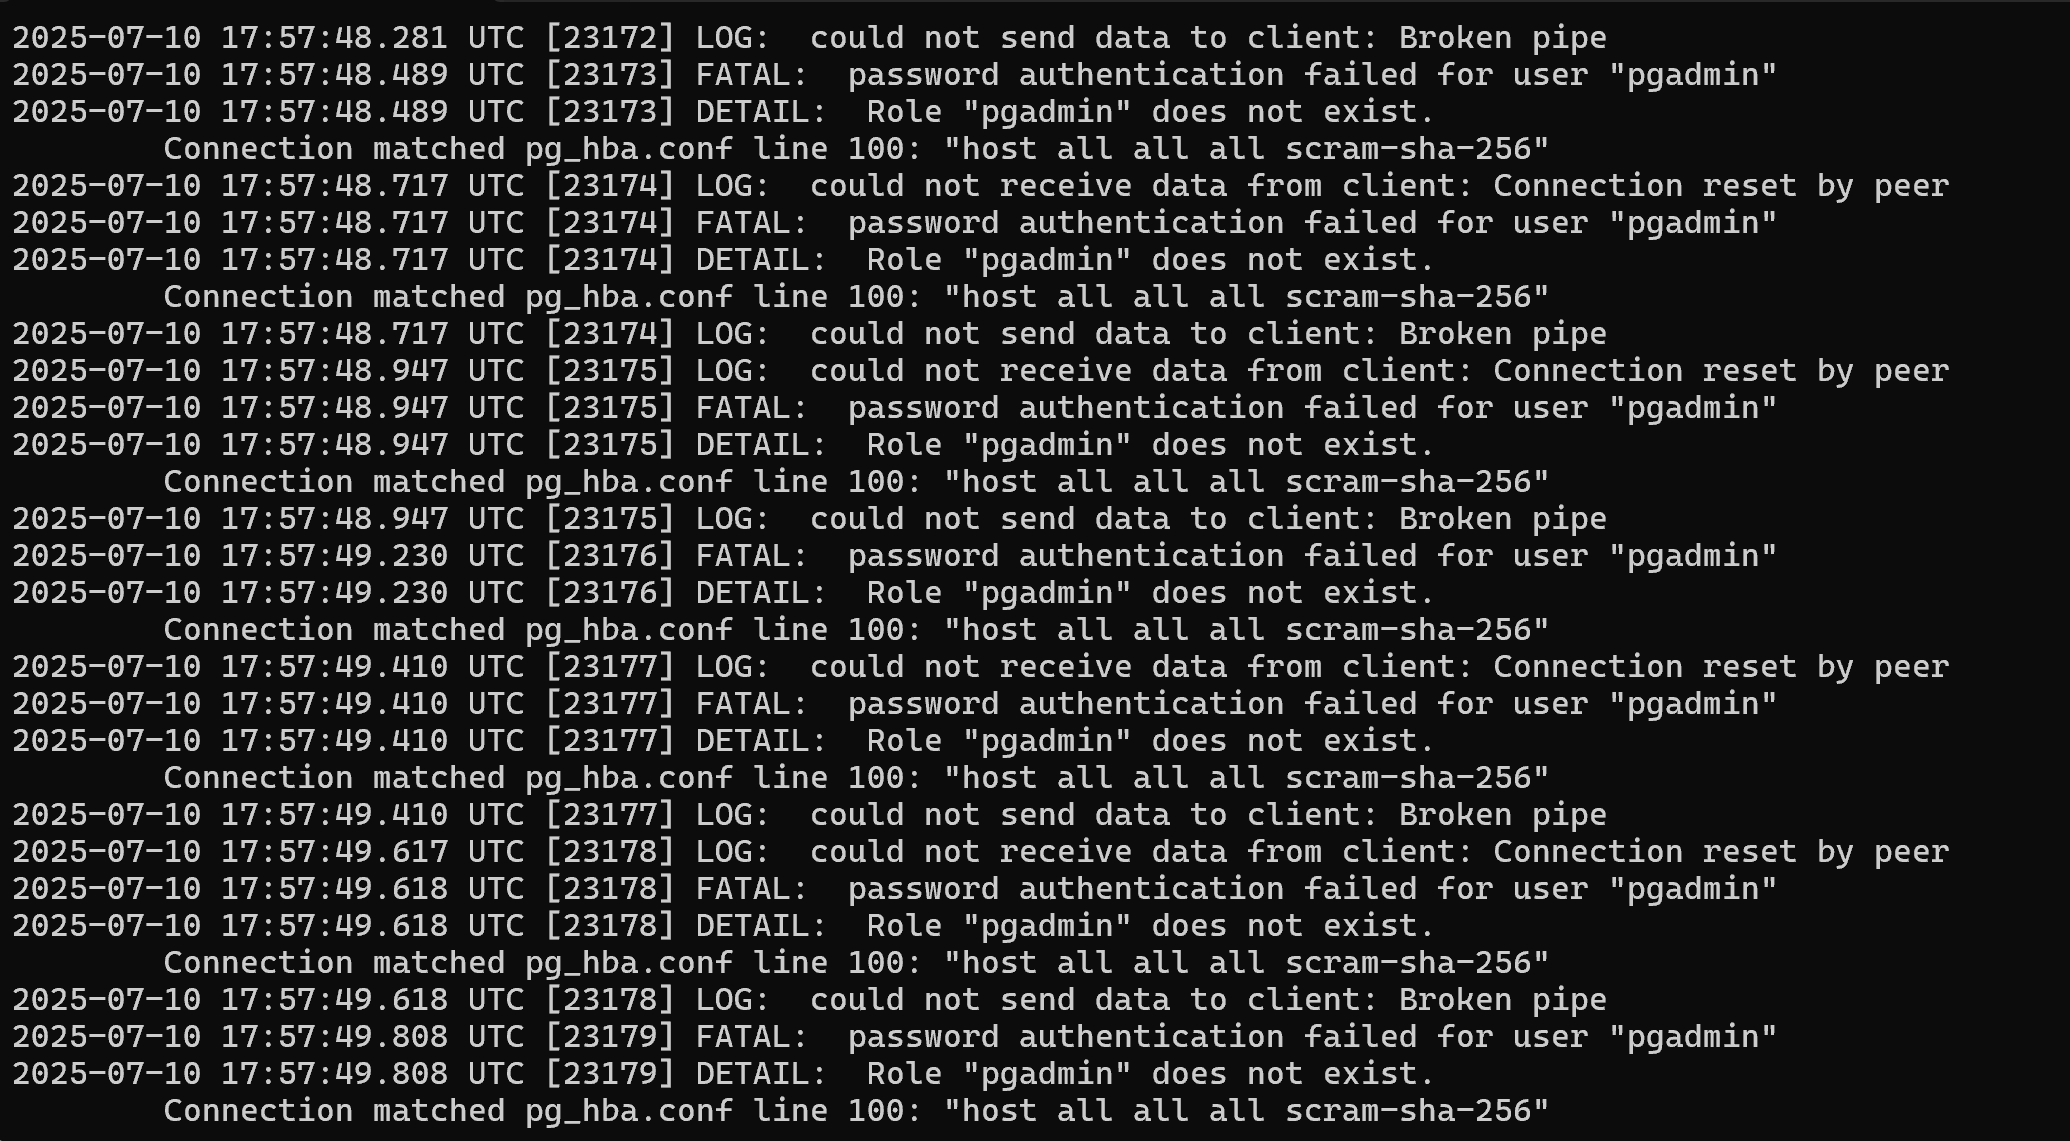 2025-07-10 17:57:48.281 UTC [23172] LOG:  could not send data to client: Broken pipe
2025-07-10 17:57:48.489 UTC [23173] FATAL:  password authentication failed for user "pgadmin"
2025-07-10 17:57:48.489 UTC [23173] DETAIL:  Role "pgadmin" does not exist.
        Connection matched pg_hba.conf line 100: "host all all all scram-sha-256"
2025-07-10 17:57:48.717 UTC [23174] LOG:  could not receive data from client: Connection reset by peer
2025-07-10 17:57:48.717 UTC [23174] FATAL:  password authentication failed for user "pgadmin"
2025-07-10 17:57:48.717 UTC [23174] DETAIL:  Role "pgadmin" does not exist.
        Connection matched pg_hba.conf line 100: "host all all all scram-sha-256"
2025-07-10 17:57:48.717 UTC [23174] LOG:  could not send data to client: Broken pipe
2025-07-10 17:57:48.947 UTC [23175] LOG:  could not receive data from client: Connection reset by peer
2025-07-10 17:57:48.947 UTC [23175] FATAL:  password authentication failed for user "pgadmin"
2025-07-10 17:57:48.947 UTC [23175] DETAIL:  Role "pgadmin" does not exist.
        Connection matched pg_hba.conf line 100: "host all all all scram-sha-256"
2025-07-10 17:57:48.947 UTC [23175] LOG:  could not send data to client: Broken pipe
2025-07-10 17:57:49.230 UTC [23176] FATAL:  password authentication failed for user "pgadmin"
2025-07-10 17:57:49.230 UTC [23176] DETAIL:  Role "pgadmin" does not exist.
        Connection matched pg_hba.conf line 100: "host all all all scram-sha-256"
2025-07-10 17:57:49.410 UTC [23177] LOG:  could not receive data from client: Connection reset by peer
2025-07-10 17:57:49.410 UTC [23177] FATAL:  password authentication failed for user "pgadmin"
2025-07-10 17:57:49.410 UTC [23177] DETAIL:  Role "pgadmin" does not exist.
        Connection matched pg_hba.conf line 100: "host all all all scram-sha-256"
2025-07-10 17:57:49.410 UTC [23177] LOG:  could not send data to client: Broken pipe
2025-07-10 17:57:49.617 UTC [23178] LOG:  could not receive data from client: Connection reset by peer
2025-07-10 17:57:49.618 UTC [23178] FATAL:  password authentication failed for user "pgadmin"
2025-07-10 17:57:49.618 UTC [23178] DETAIL:  Role "pgadmin" does not exist.
        Connection matched pg_hba.conf line 100: "host all all all scram-sha-256"
2025-07-10 17:57:49.618 UTC [23178] LOG:  could not send data to client: Broken pipe
2025-07-10 17:57:49.808 UTC [23179] FATAL:  password authentication failed for user "pgadmin"
2025-07-10 17:57:49.808 UTC [23179] DETAIL:  Role "pgadmin" does not exist.
        Connection matched pg_hba.conf line 100: "host all all all scram-sha-256"